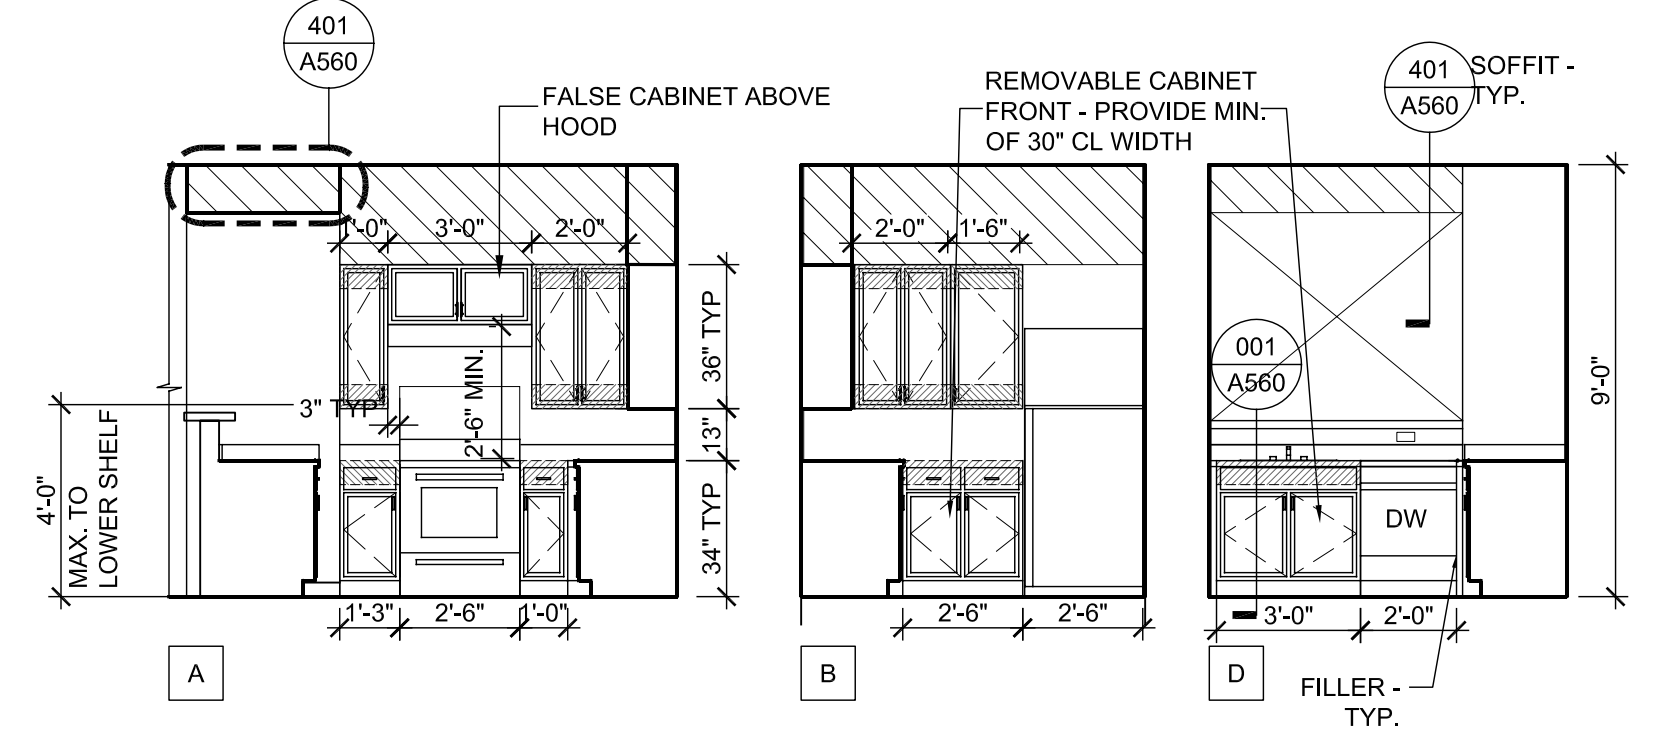 401
A560
FALSE CABINET ABOVE
HOOD
REMOVABLE CABINET
FRONT - PROVIDE MIN.
OF 30" CL WIDTH
401
A560
SOFFIT -
TYP.
1'-0"
3'-0"
2'-0"
36" TYP
13"
34" TYP
2'-6" MIN.
3" TYP
4'-0"
MAX. TO
LOWER SHELF
1'-3"
2'-6"
1'-0"
A
2'-0"
1'-6"
2'-6"
2'-6"
B
001
A560
DW
9'-0"
3'-0"
2'-0"
D
FILLER -
TYP.